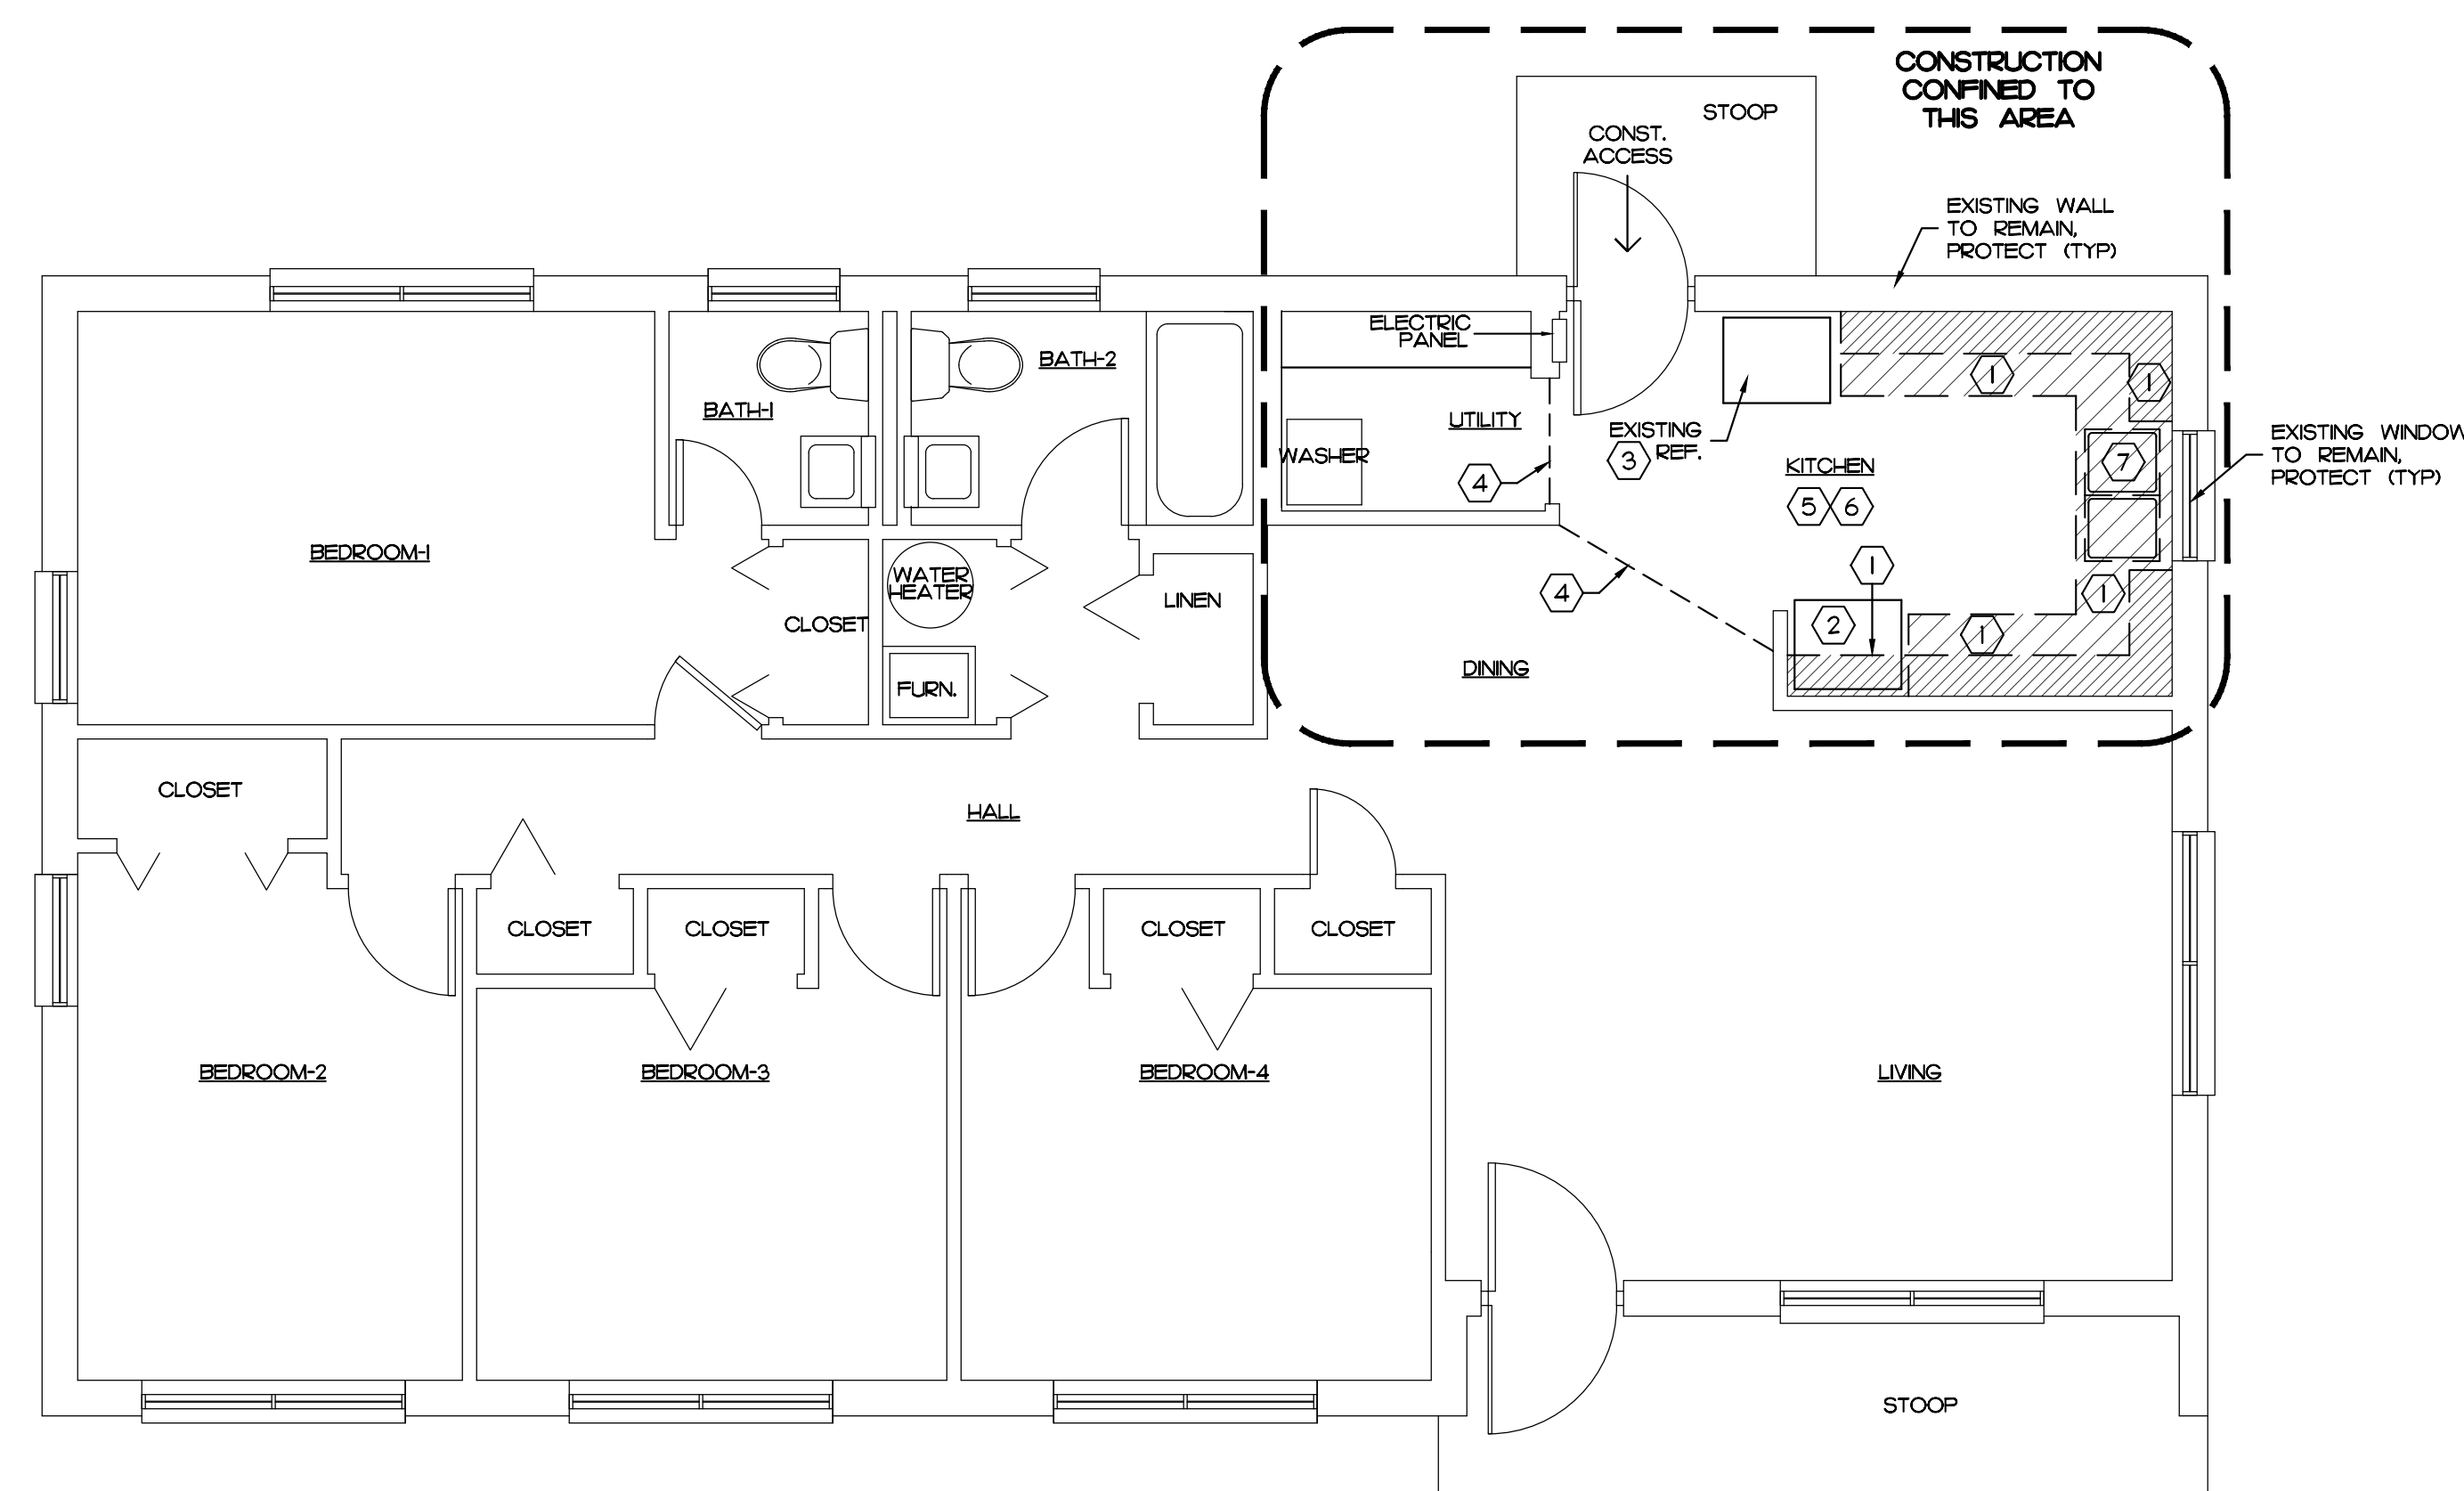 CONSTRUCTION
CONFINED TO
THIS AREA
STOOP
CONST.
ACCESS
EXISTING WALL
TO REMAIN,
PROTECT (TYP)
ELECTRIC
PANEL
BATH-2
1
1
BATH-1
UTILITY
EXISTING
REF.
3
WASHER
4
KITCHEN
5 6
7
EXISTING WINDOW
TO REMAIN,
PROTECT (TYP)
BEDROOM-1
WATER
HEATER
CLOSET
LINEN
4
1
1
2
1
FURN.
DINING
CLOSET
HALL
CLOSET
CLOSET
CLOSET
CLOSET
BEDROOM-2
BEDROOM-3
BEDROOM-4
LIVING
STOOP